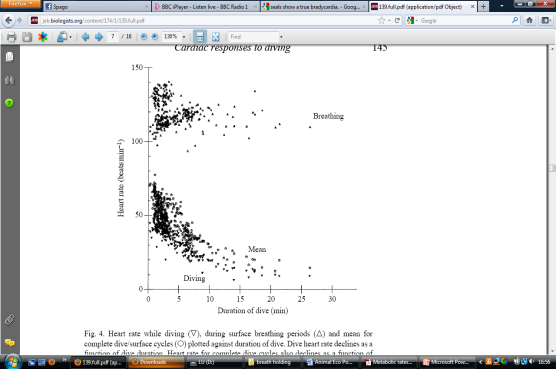 Firefox
Spago
BBC iPlayer - Listen live - BBC Radio 1
seals show a true bradycardia. - Goog...
139.full.pdf (application/pdf Object)
jeb.biologists.org/content/174/1/139.full.pdf
Google
7 / 18
138%
Find
Cardiac responses to diving 145
150
100
50
0
Heart rate (beats min−1)
Breathing
Mean
Diving
0 5 10 15 20 25 30
Duration of dive (min)
Fig. 4. Heart rate while diving (▽), during surface breathing periods (△) and mean for
complete dive/surface cycles (○) plotted against duration of dive. Dive heart rate declines as a
function of dive duration. Heart rate for complete dive cycles also declines as a function of
139.full.pdf (ap...
Downloads
LU (D:)
breath holding
Animal Eco Po...
Metabolic rates...
Microsoft Pow...
16:56